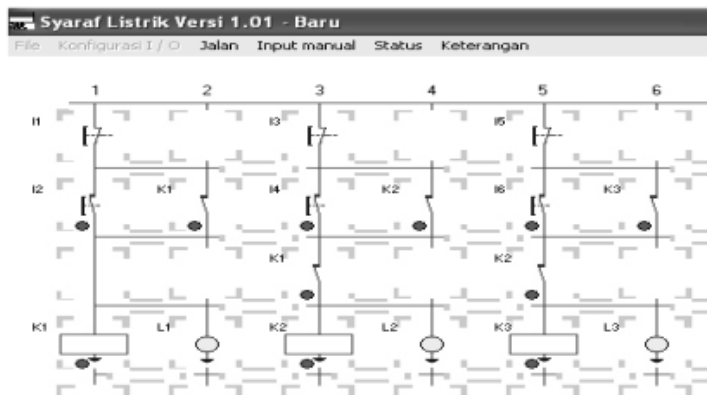 Syaraf Listrik Versi 1.01 - Baru
File Konfigurasi I / O Jalan Input manual Status Keterangan
1 2 3 4 5 6
I1 I3 I5
I2 K1 I4 K2 I6 K3
K1 K2
K1 L1 K2 L2 K3 L3